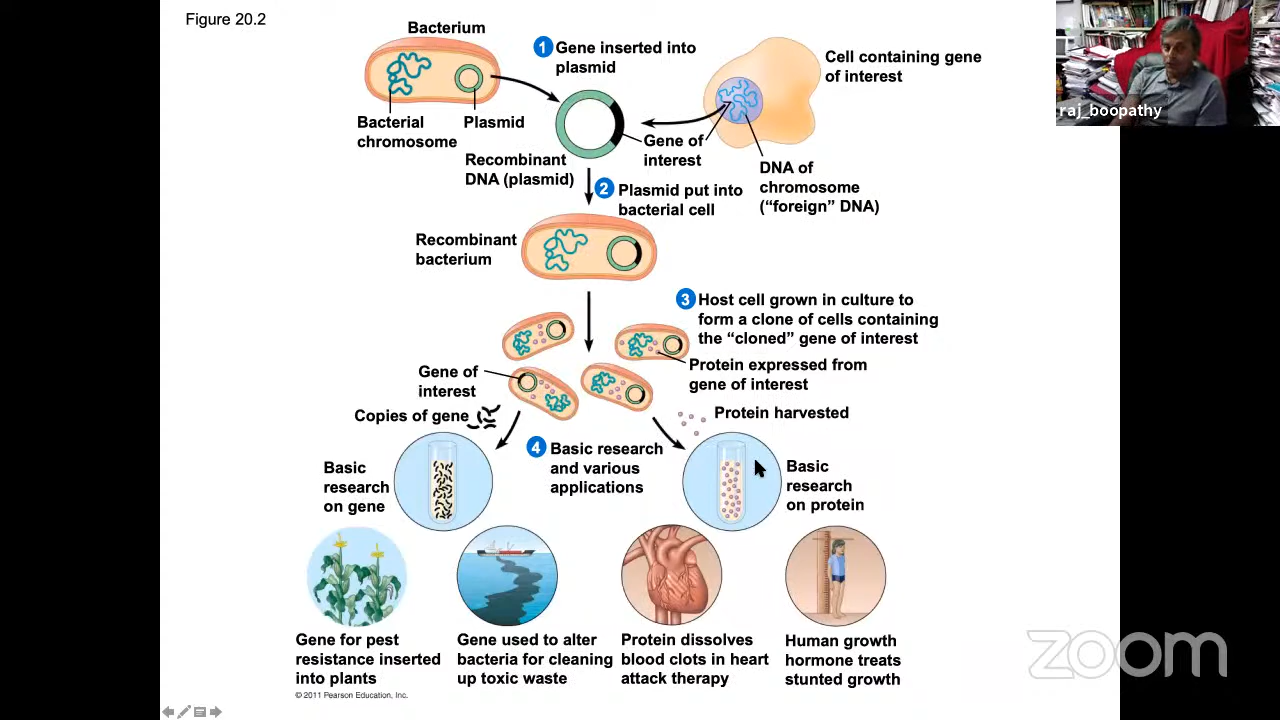 Figure 20.2
Bacterium
1 Gene inserted into
plasmid
Cell containing gene
of interest
raj_boopathy
Bacterial
chromosome
Plasmid
Gene of
interest
Recombinant
DNA (plasmid)
DNA of
chromosome
(“foreign” DNA)
2 Plasmid put into
bacterial cell
Recombinant
bacterium
3 Host cell grown in culture to
form a clone of cells containing
the “cloned” gene of interest
Protein expressed from
gene of interest
Gene of
interest
Copies of gene
Protein harvested
4 Basic research
and various
applications
Basic
research
on gene
Basic
research
on protein
Gene for pest
resistance inserted
into plants
Gene used to alter
bacteria for cleaning
up toxic waste
Protein dissolves
blood clots in heart
attack therapy
Human growth
hormone treats
stunted growth
© 2011 Pearson Education, Inc.
zoom